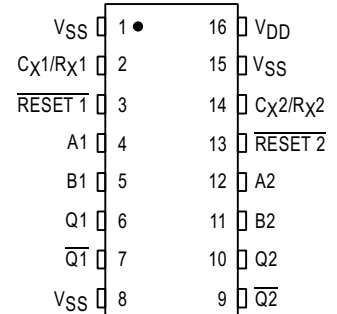 VSS 1 16 VDD
CX1/RX1 2 15 VSS
RESET 1 3 14 CX2/RX2
A1 4 13 RESET 2
B1 5 12 A2
Q1 6 11 B2
Q1 7 10 Q2
VSS 8 9 Q2